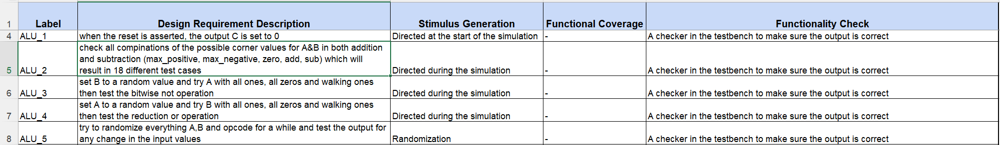 1 Label Design Requirement Description Stimulus Generation Functional Coverage Functionality Check
4 ALU_1 when the reset is asserted, the output C is set to 0 Directed at the start of the simulation - A checker in the testbench to make sure the output is correct
check all compinations of the possible corner values for A&B in both addition
and subtraction (max_positive, max_negative, zero, add, sub) which will
5 ALU_2 result in 18 different test cases Directed during the simulation - A checker in the testbench to make sure the output is correct
set B to a random value and try A with all ones, all zeros and walking ones
6 ALU_3 then test the bitwise not operation Directed during the simulation - A checker in the testbench to make sure the output is correct
set A to a random value and try B with all ones, all zeros and walking ones
7 ALU_4 then test the reduction or operation Directed during the simulation - A checker in the testbench to make sure the output is correct
try to randomize everything A,B and opcode for a while and test the output for
8 ALU_5 any change in the input values Randomization - A checker in the testbench to make sure the output is correct